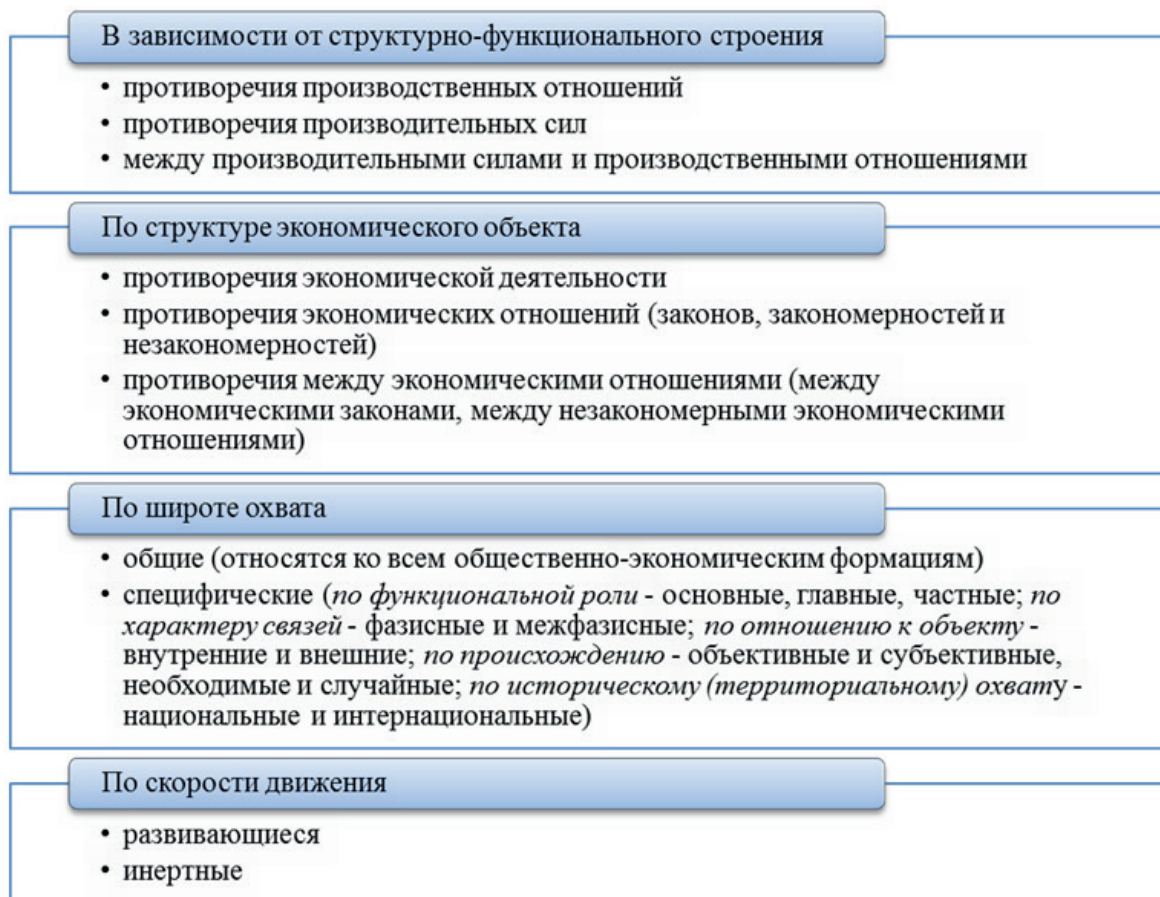 В зависимости от структурно-функционального строения
• противоречия производственных отношений
• противоречия производительных сил
• между производительными силами и производственными отношениями
По структуре экономического объекта
• противоречия экономической деятельности
• противоречия экономических отношений (законов, закономерностей и
незакономерностей)
• противоречия между экономическими отношениями (между
экономическими законами, между незакономерными экономическими
отношениями)
По широте охвата
• общие (относятся ко всем общественно-экономическим формациям)
• специфические (по функциональной роли - основные, главные, частные; по
характеру связей - фазисные и межфазисные; по отношению к объекту -
внутренние и внешние; по происхождению - объективные и субъективные,
необходимые и случайные; по историческому (территориальному) охвату -
национальные и интернациональные)
По скорости движения
• развивающиеся
• инертные